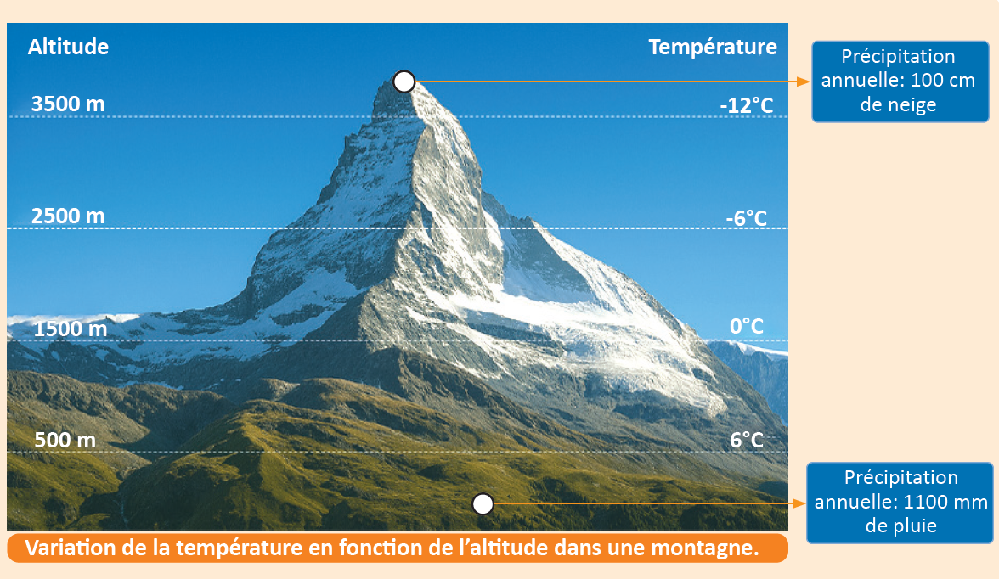 Altitude
Température
Précipitation
annuelle: 100 cm
de neige
3500 m
-12°C
2500 m
-6°C
1500 m
0°C
500 m
6°C
Précipitation
annuelle: 1100 mm
de pluie
Variation de la température en fonction de l’altitude dans une montagne.